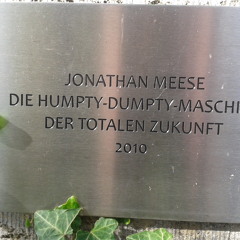 JONATHAN MEESE
DIE HUMPTY-DUMPTY-MASCHI
DER TOTALEN ZUKUNFT
2010